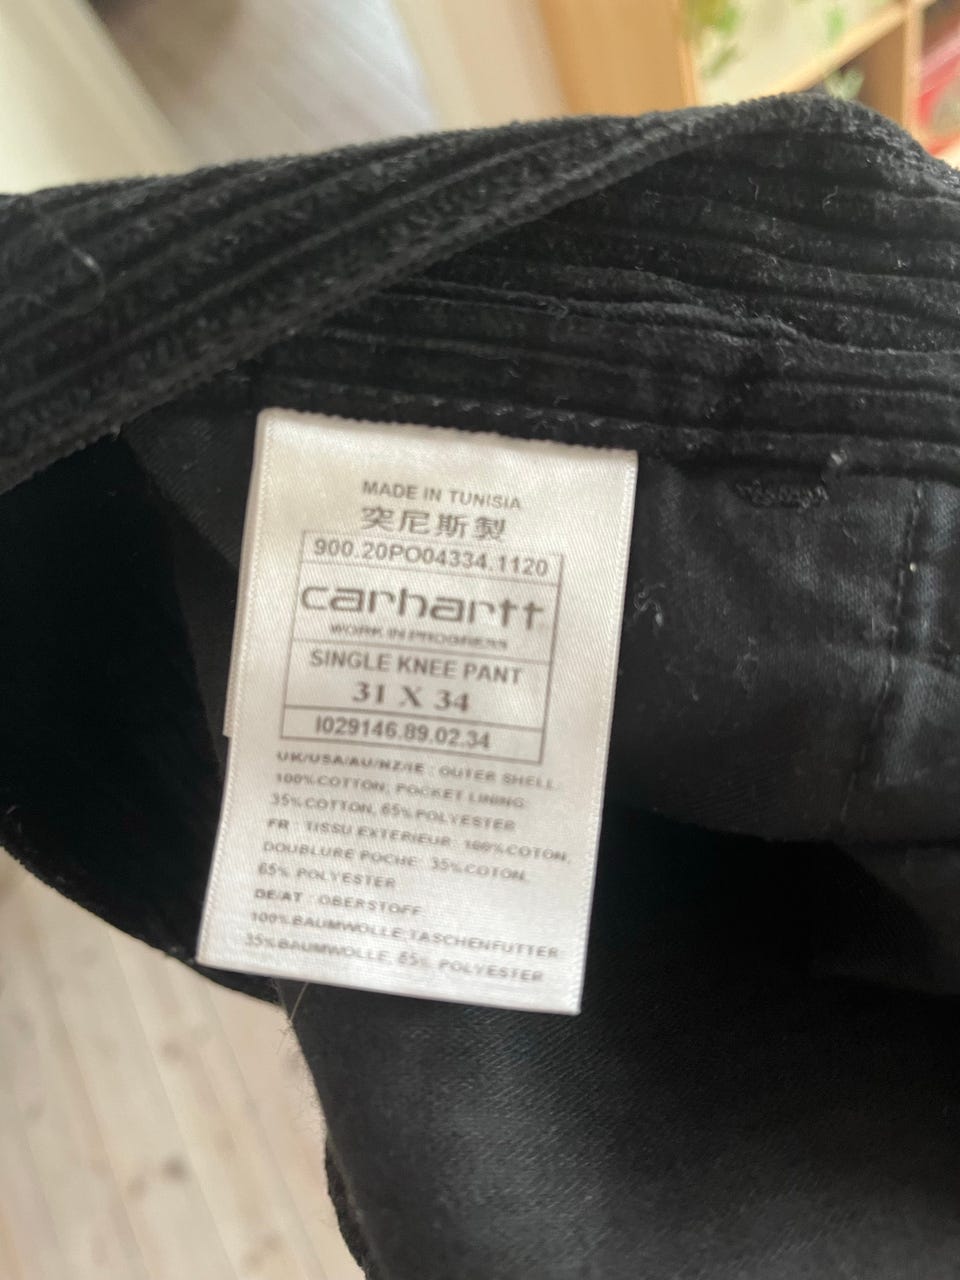 MADE IN TUNISIA
突尼斯製
900.20PO04334.1120
carhartt
WORK IN PROGRESS
SINGLE KNEE PANT
31 X 34
I029146.89.02.34
UK/USA/AU/NZ/IE : OUTER SHELL:
100% COTTON; POCKET LINING:
35% COTTON, 65% POLYESTER
FR : TISSU EXTERIEUR: 100% COTON,
DOUBLURE POCHE: 35% COTON,
65% POLYESTER
DE/AT : OBERSTOFF:
100% BAUMWOLLE; TASCHENFUTTER:
35% BAUMWOLLE, 65% POLYESTER